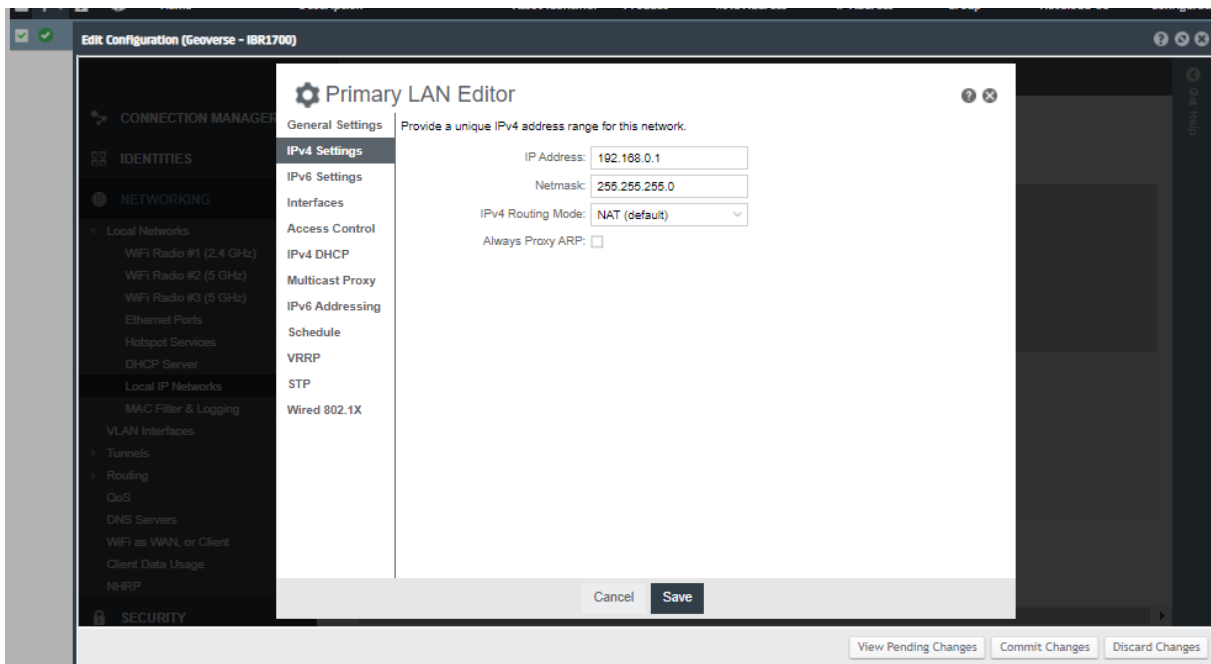 Edit Configuration (Geoverse - IBR1700)
Get Help
CONNECTION MANAGER
IDENTITIES
NETWORKING
Local Networks
WiFi Radio #1 (2.4 GHz)
WiFi Radio #2 (5 GHz)
WiFi Radio #3 (5 GHz)
Ethernet Ports
Hotspot Services
DHCP Server
Local IP Networks
MAC Filter & Logging
VLAN Interfaces
Tunnels
Routing
QoS
DNS Servers
WiFi as WAN, or Client
Client Data Usage
NHRP
SECURITY
Primary LAN Editor
General Settings
IPv4 Settings
IPv6 Settings
Interfaces
Access Control
IPv4 DHCP
Multicast Proxy
IPv6 Addressing
Schedule
VRRP
STP
Wired 802.1X
Provide a unique IPv4 address range for this network.
IP Address: 192.168.0.1
Netmask: 255.255.255.0
IPv4 Routing Mode: NAT (default)
Always Proxy ARP:
Cancel Save
View Pending Changes Commit Changes Discard Changes